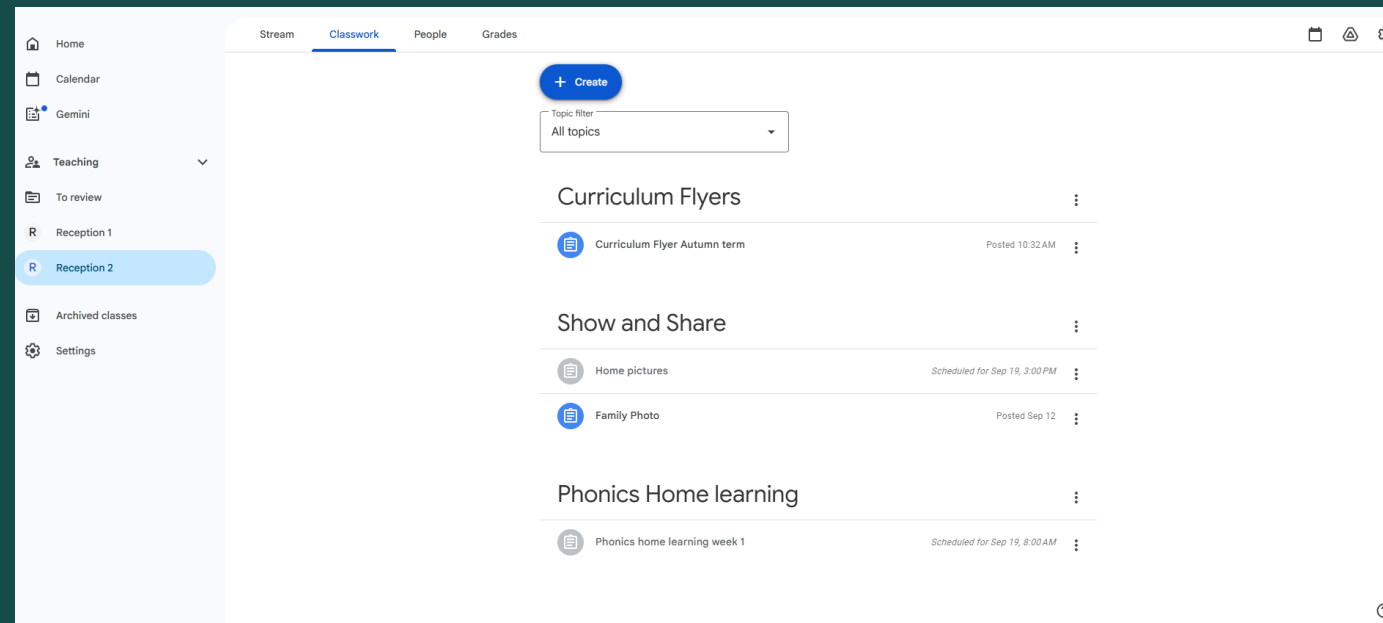 Home
Calendar
Gemini
Teaching
To review
R Reception 1
R Reception 2
Archived classes
Settings
Stream Classwork People Grades
+ Create
Topic filter
All topics
Curriculum Flyers
Curriculum Flyer Autumn term Posted 10:32 AM
Show and Share
Home pictures Scheduled for Sep 19, 3:00 PM
Family Photo Posted Sep 12
Phonics Home learning
Phonics home learning week 1 Scheduled for Sep 19, 8:00 AM